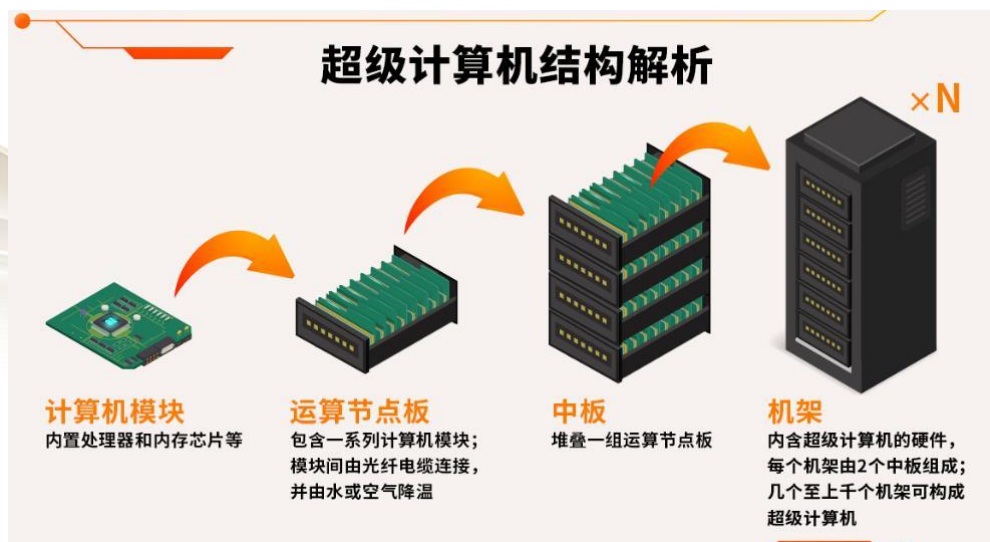 超级计算机结构解析
×N
计算机模块
内置处理器和内存芯片等
运算节点板
包含一系列计算机模块；
模块间由光纤电缆连接，
并由水或空气降温
中板
堆叠一组运算节点板
机架
内含超级计算机的硬件，
每个机架由2个中板组成；
几个至上千个机架可构成
超级计算机